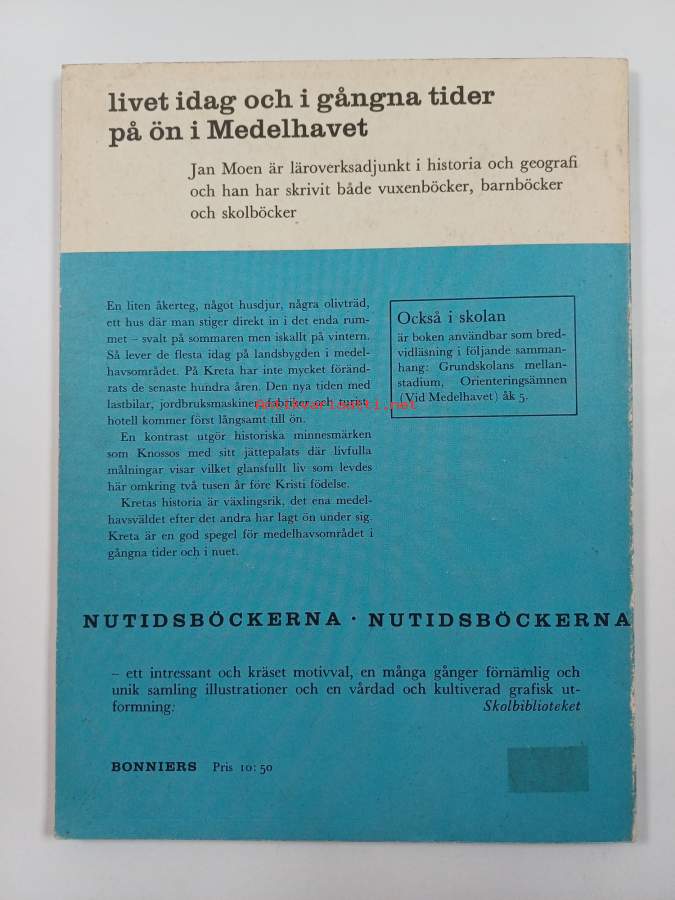 livet idag och i gångna tider
på ön i Medelhavet
Jan Moen är läroverksadjunkt i historia och geografi
och han har skrivit både vuxenböcker, barnböcker
och skolböcker
En liten åkerteg, något husdjur, några olivträd,
ett hus där man stiger direkt in i det enda rum-
met – svalt på sommaren men iskallt på vintern.
Så lever de flesta idag på landsbygden i medel-
havsområdet. På Kreta har inte mycket föränd-
rats de senaste hundra åren. Den nya tiden med
lastbilar, jordbruksmaskiner, fabriker och turist-
hotell kommer först långsamt till ön.
En kontrast utgör historiska minnesmärken
som Knossos med sitt jättepalats där livfulla
målningar visar vilket glansfullt liv som levdes
här omkring två tusen år före Kristi födelse.
Kretas historia är växlingsrik, det ena medel-
havsväldet efter det andra har lagt ön under sig.
Kreta är en god spegel för medelhavsområdet i
gångna tider och i nuet.
Också i skolan
är boken användbar som bred-
vidläsning i följande samman-
hang: Grundskolans mellan-
stadium, Orienteringsämnen
(Vid Medelhavet) åk 5.
antikvarisaatti.net
NUTIDSBÖCKERNA · NUTIDSBÖCKERNA
– ett intressant och kräset motivval, en många gånger förnämlig och
unik samling illustrationer och en vårdad och kultiverad grafisk ut-
formning. Skolbiblioteket
BONNIERS Pris 10:50